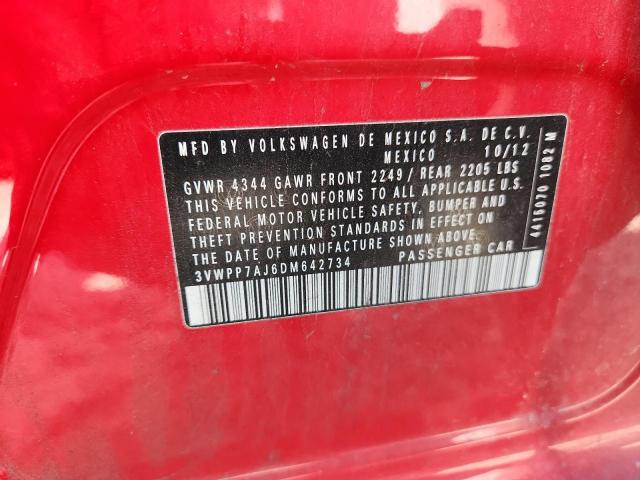 MFD BY VOLKSWAGEN DE MEXICO S.A. DE C.V.
MEXICO 10/12
GVWR 4344 GAWR FRONT 2249/ REAR 2205 LBS
THIS VEHICLE CONFORMS TO ALL APPLICABLE U.S.
FEDERAL MOTOR VEHICLE SAFETY, BUMPER AND
THEFT PREVENTION STANDARDS IN EFFECT ON
THE DATE OF MANUFACTURE SHOWN ABOVE.
3VWPP7AJ6DM642734 PASSENGER CAR
4415070 1082 M